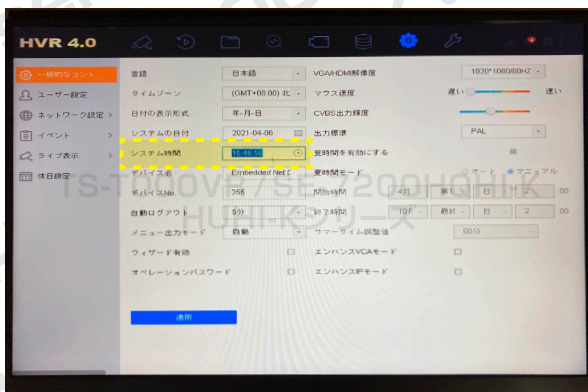 HVR 4.0
一般的なコント...
ユーザー設定
ネットワーク設定 >
イベント >
ライブ表示 >
休日設定
言語 日本語
タイムゾーン (GMT+08:00) 北
日付の表示形式 年-月-日
システムの日付 2021-04-06
システム時間
デバイス名 Embedded Net D
デバイスNo. 255
自動ログアウト 5分
メニュー出力モード 自動
ウィザード有効
オペレーションパスワード
適用
VGA/HDMI解像度 1920*1080/60HZ
マウス速度 遅い 速い
CVBS出力輝度
出力標準 PAL
夏時間を有効にする
夏時間モード オート マニュアル
開始時間 4月 第1 日 2 :00
終了時間 10月 最終 日 2 :00
サマータイム調整値 60分
エンハンスVCAモード
エンハンスIPモード
HUHI-Kシリーズ